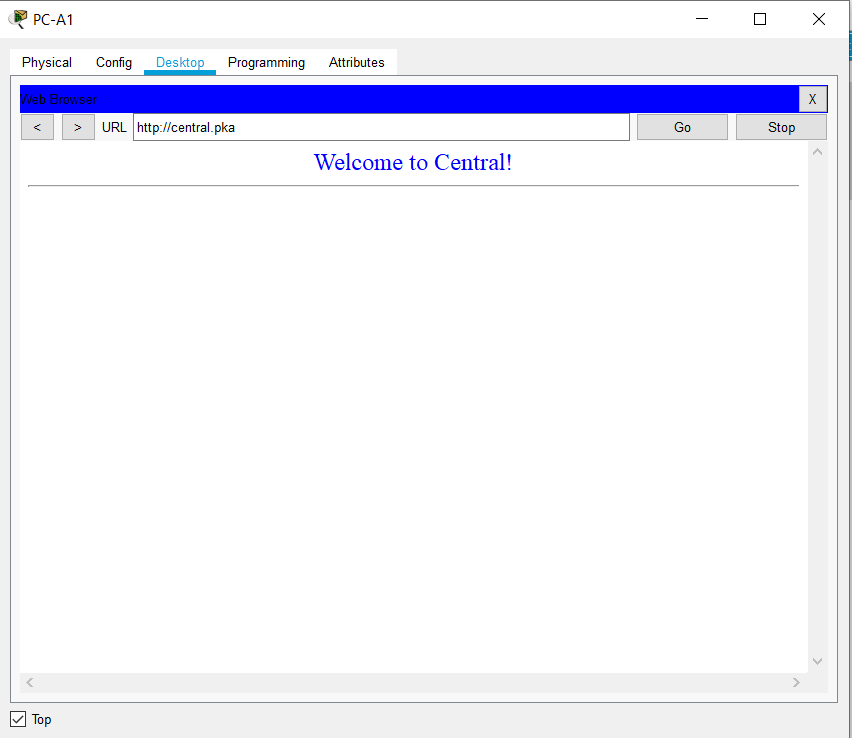 PC-A1
Physical Config Desktop Programming Attributes
Web Browser X
< > URL http://central.pka Go Stop
Welcome to Central!
Top